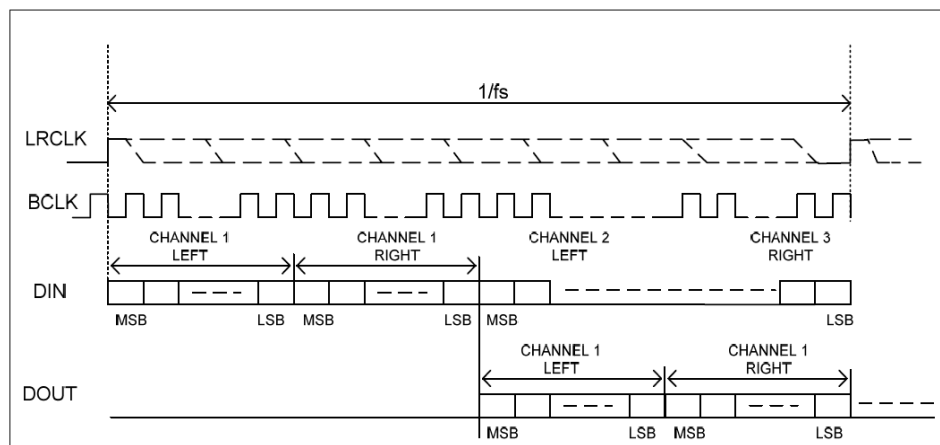 1/fs
LRCLK
BCLK
CHANNEL 1 LEFT
CHANNEL 1 RIGHT
CHANNEL 2 LEFT
CHANNEL 3 RIGHT
DIN
MSB LSB MSB LSB MSB LSB
CHANNEL 1 LEFT
CHANNEL 1 RIGHT
DOUT
MSB LSB MSB LSB